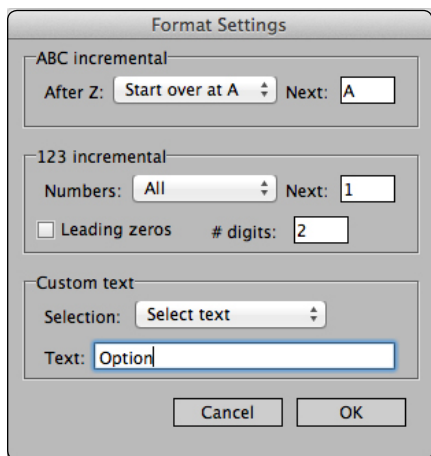 Format Settings
ABC incremental
After Z: Start over at A Next: A
123 incremental
Numbers: All Next: 1
Leading zeros # digits: 2
Custom text
Selection: Select text
Text: Option
Cancel OK